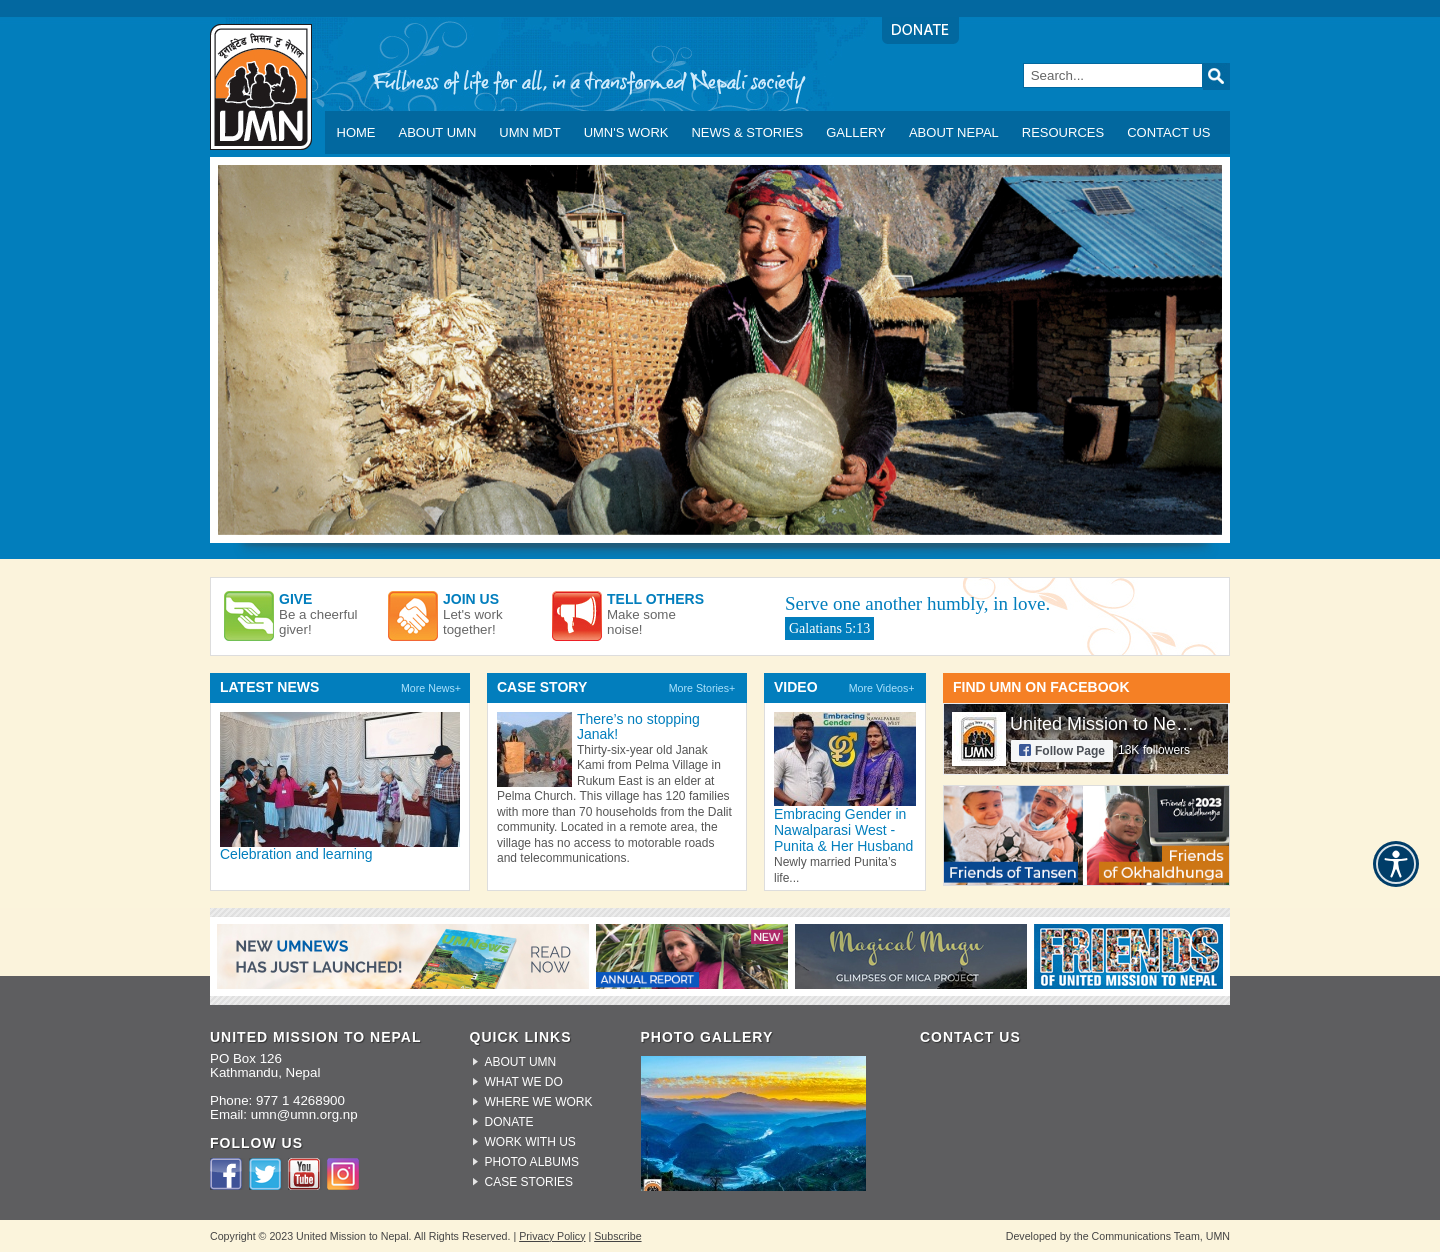 यूनाईटेड मिसन टु नेपाल
UMN
DONATE
Fullness of life for all, in a transformed Nepali society
Search...
HOME ABOUT UMN UMN MDT UMN'S WORK NEWS & STORIES GALLERY ABOUT NEPAL RESOURCES CONTACT US
GIVE
Be a cheerful
giver!
JOIN US
Let's work
together!
TELL OTHERS
Make some
noise!
Serve one another humbly, in love.
Galatians 5:13
LATEST NEWS More News+
Celebration and learning
CASE STORY More Stories+
There's no stopping
Janak!
Thirty-six-year old Janak
Kami from Pelma Village in
Rukum East is an elder at
Pelma Church. This village has 120 families
with more than 70 households from the Dalit
community. Located in a remote area, the
village has no access to motorable roads
and telecommunications.
VIDEO More Videos+
Embracing
Gender
IN NAWALPARASI
WEST
Embracing Gender in
Nawalparasi West -
Punita & Her Husband
Newly married Punita's
life...
FIND UMN ON FACEBOOK
United Mission to Ne…
UMN
Follow Page
13K followers
Friends of Tansen
Friends of 2023
Okhaldhunga
Friends
of Okhaldhunga
NEW UMNEWS
HAS JUST LAUNCHED!
UMNews
READ
NOW
NEW
ANNUAL REPORT
Magical Mugu
GLIMPSES OF MICA PROJECT
FRIENDS
OF UNITED MISSION TO NEPAL
UNITED MISSION TO NEPAL
PO Box 126
Kathmandu, Nepal
Phone: 977 1 4268900
Email: umn@umn.org.np
FOLLOW US
You
Tube
QUICK LINKS
ABOUT UMN
WHAT WE DO
WHERE WE WORK
DONATE
WORK WITH US
PHOTO ALBUMS
CASE STORIES
PHOTO GALLERY
CONTACT US
Copyright © 2023 United Mission to Nepal. All Rights Reserved. | Privacy Policy | Subscribe
Developed by the Communications Team, UMN